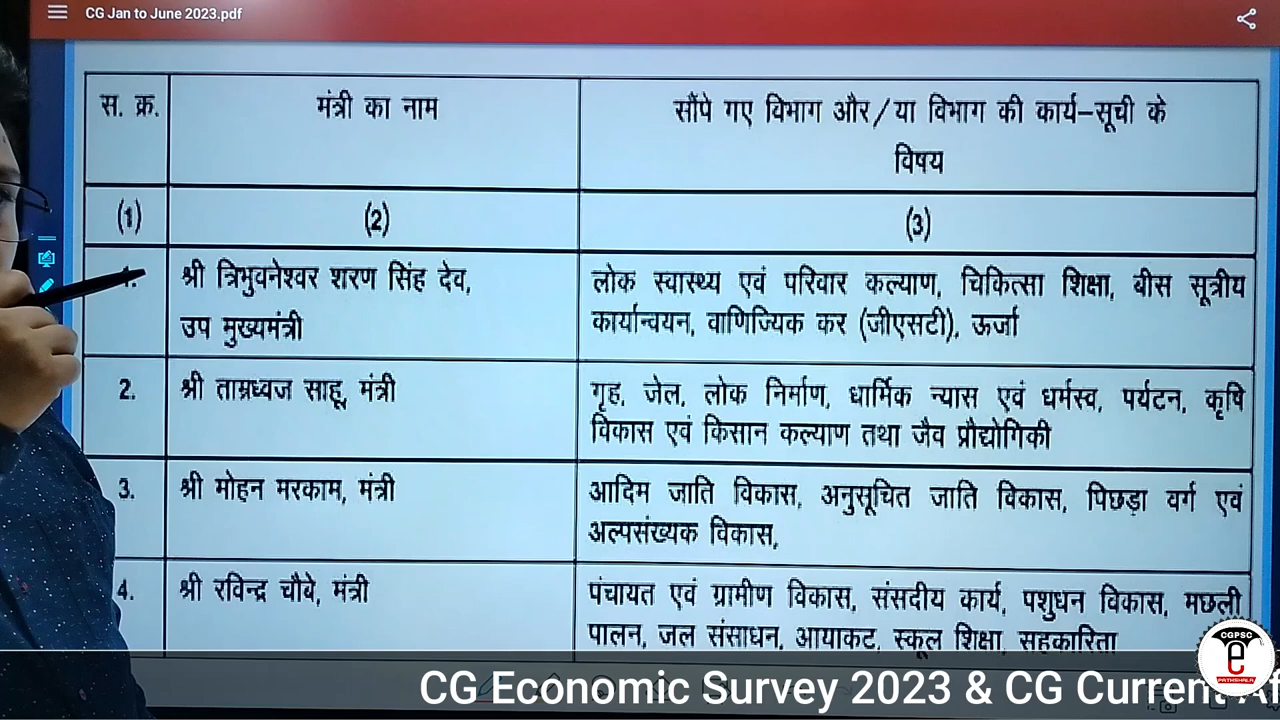 CG Jan to June 2023.pdf
स. क्र.
मंत्री का नाम
सौंपे गए विभाग और/या विभाग की कार्य-सूची के
विषय
(1)
(2)
(3)
1.
श्री त्रिभुवनेश्वर शरण सिंह देव,
उप मुख्यमंत्री
लोक स्वास्थ्य एवं परिवार कल्याण, चिकित्सा शिक्षा, बीस सूत्रीय
कार्यान्वयन, वाणिज्यिक कर (जीएसटी), ऊर्जा
2.
श्री ताम्रध्वज साहू, मंत्री
गृह, जेल, लोक निर्माण, धार्मिक न्यास एवं धर्मस्व, पर्यटन, कृषि
विकास एवं किसान कल्याण तथा जैव प्रौद्योगिकी
3.
श्री मोहन मरकाम, मंत्री
आदिम जाति विकास, अनुसूचित जाति विकास, पिछड़ा वर्ग एवं
अल्पसंख्यक विकास,
4.
श्री रविन्द्र चौबे, मंत्री
पंचायत एवं ग्रामीण विकास, संसदीय कार्य, पशुधन विकास, मछली
पालन, जल संसाधन, आयाकट, स्कूल शिक्षा, सहकारिता
CG Economic Survey 2023 & CG Current Af
CGPSC
e
PATHSHALA